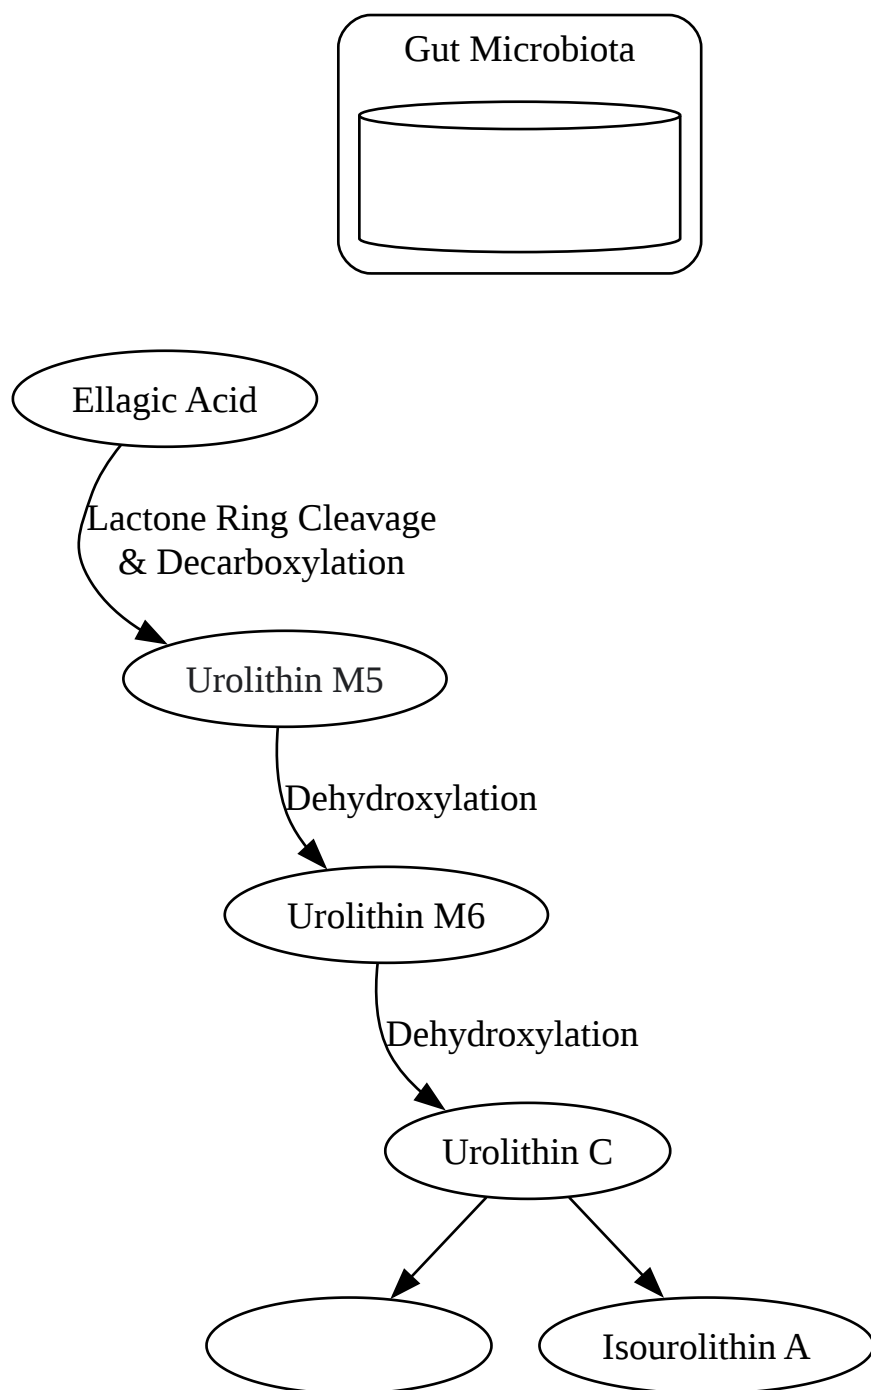 Gut Microbiota
Ellagic Acid
Lactone Ring Cleavage
& Decarboxylation
Urolithin M5
Dehydroxylation
Urolithin M6
Dehydroxylation
Urolithin C
Isourolithin A